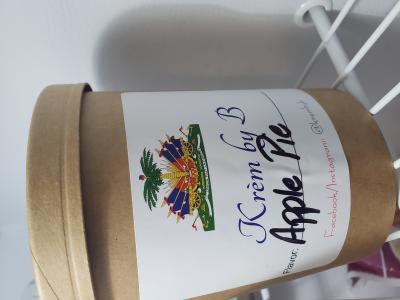 Krèm by B
Flavor: Apple Pie
Facebook/Instagram: